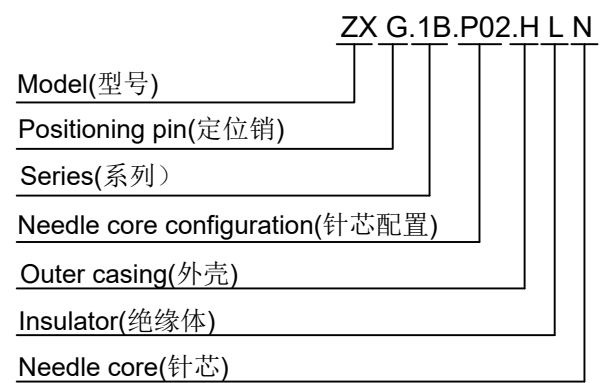 ZX G.1B.P02.H L N
Model(型号)
Positioning pin(定位销)
Series(系列）
Needle core configuration(针芯配置)
Outer casing(外壳)
Insulator(绝缘体)
Needle core(针芯)